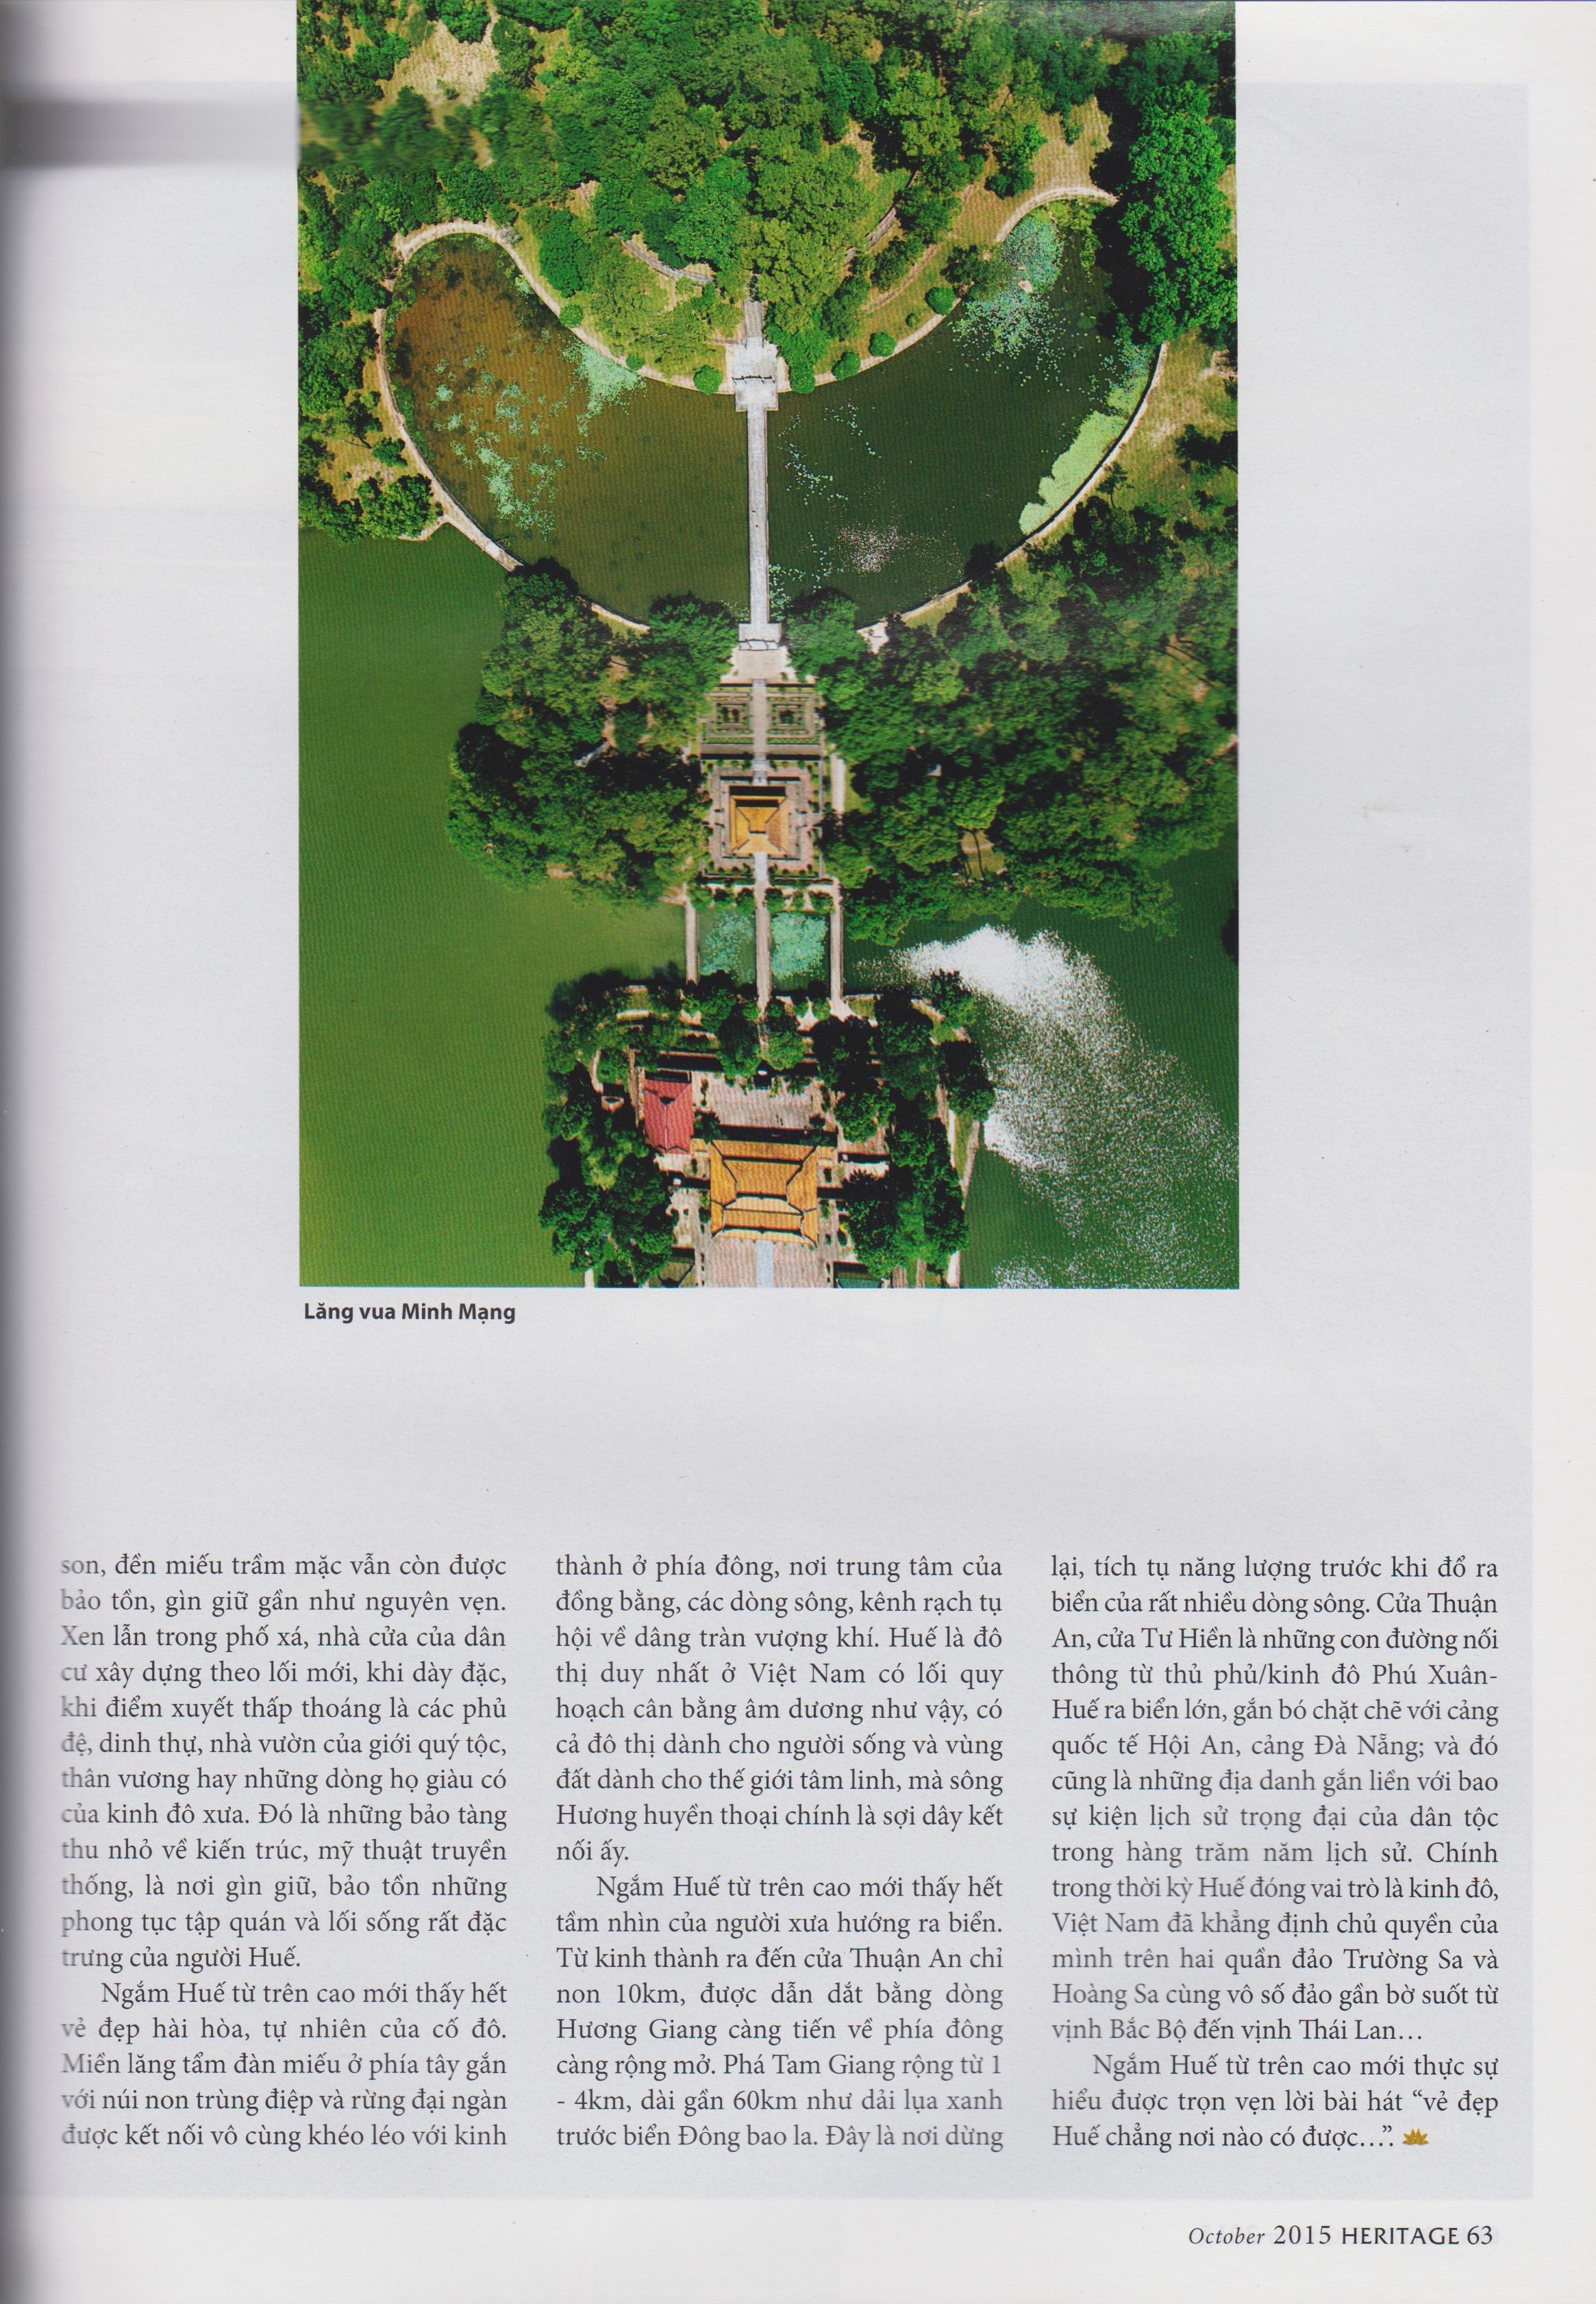 Lăng vua Minh Mạng
son, đền miếu trầm mặc vẫn còn được
bảo tồn, gìn giữ gần như nguyên vẹn.
Xen lẫn trong phố xá, nhà cửa của dân
cư xây dựng theo lối mới, khi dày đặc,
khi điểm xuyết thấp thoáng là các phủ
đệ, dinh thự, nhà vườn của giới quý tộc,
thân vương hay những dòng họ giàu có
của kinh đô xưa. Đó là những bảo tàng
thu nhỏ về kiến trúc, mỹ thuật truyền
thống, là nơi gìn giữ, bảo tồn những
phong tục tập quán và lối sống rất đặc
trưng của người Huế.
Ngắm Huế từ trên cao mới thấy hết
vẻ đẹp hài hòa, tự nhiên của cố đô.
Miền lăng tẩm đàn miếu ở phía tây gắn
với núi non trùng điệp và rừng đại ngàn
được kết nối vô cùng khéo léo với kinh
thành ở phía đông, nơi trung tâm của
đồng bằng, các dòng sông, kênh rạch tụ
hội về dâng tràn vượng khí. Huế là đô
thị duy nhất ở Việt Nam có lối quy
hoạch cân bằng âm dương như vậy, có
cả đô thị dành cho người sống và vùng
đất dành cho thế giới tâm linh, mà sông
Hương huyền thoại chính là sợi dây kết
nối ấy.
Ngắm Huế từ trên cao mới thấy hết
tầm nhìn của người xưa hướng ra biển.
Từ kinh thành ra đến cửa Thuận An chỉ
non 10km, được dẫn dắt bằng dòng
Hương Giang càng tiến về phía đông
càng rộng mở. Phá Tam Giang rộng từ 1
- 4km, dài gần 60km như dải lụa xanh
trước biển Đông bao la. Đây là nơi dừng
lại, tích tụ năng lượng trước khi đổ ra
biển của rất nhiều dòng sông. Cửa Thuận
An, cửa Tư Hiền là những con đường nối
thông từ thủ phủ/kinh đô Phú Xuân-
Huế ra biển lớn, gắn bó chặt chẽ với cảng
quốc tế Hội An, cảng Đà Nẵng; và đó
cũng là những địa danh gắn liền với bao
sự kiện lịch sử trọng đại của dân tộc
trong hàng trăm năm lịch sử. Chính
trong thời kỳ Huế đóng vai trò là kinh đô,
Việt Nam đã khẳng định chủ quyền của
mình trên hai quần đảo Trường Sa và
Hoàng Sa cùng vô số đảo gần bờ suốt từ
vịnh Bắc Bộ đến vịnh Thái Lan…
Ngắm Huế từ trên cao mới thực sự
hiểu được trọn vẹn lời bài hát “vẻ đẹp
Huế chẳng nơi nào có được…”.
October 2015 HERITAGE 63